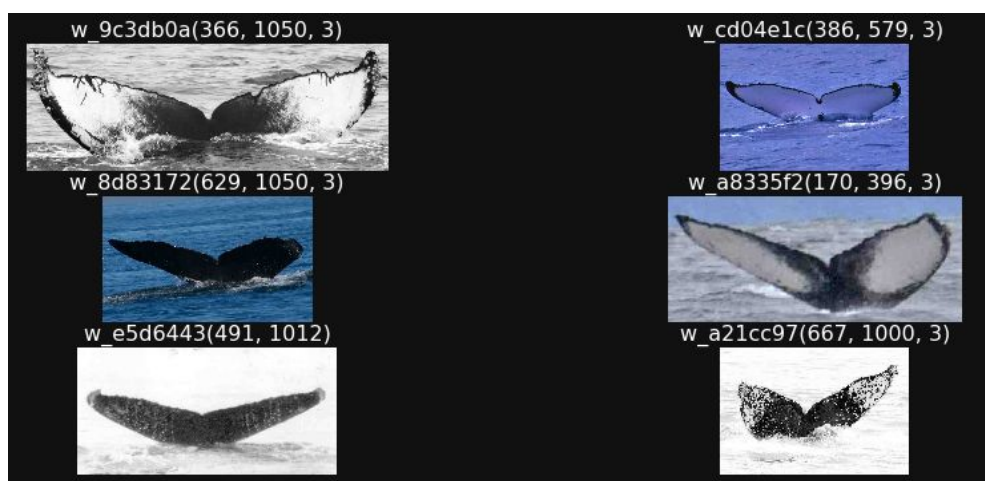 w_9c3db0a(366, 1050, 3)
w_cd04e1c(386, 579, 3)
w_8d83172(629, 1050, 3)
w_a8335f2(170, 396, 3)
w_e5d6443(491, 1012)
w_a21cc97(667, 1000, 3)